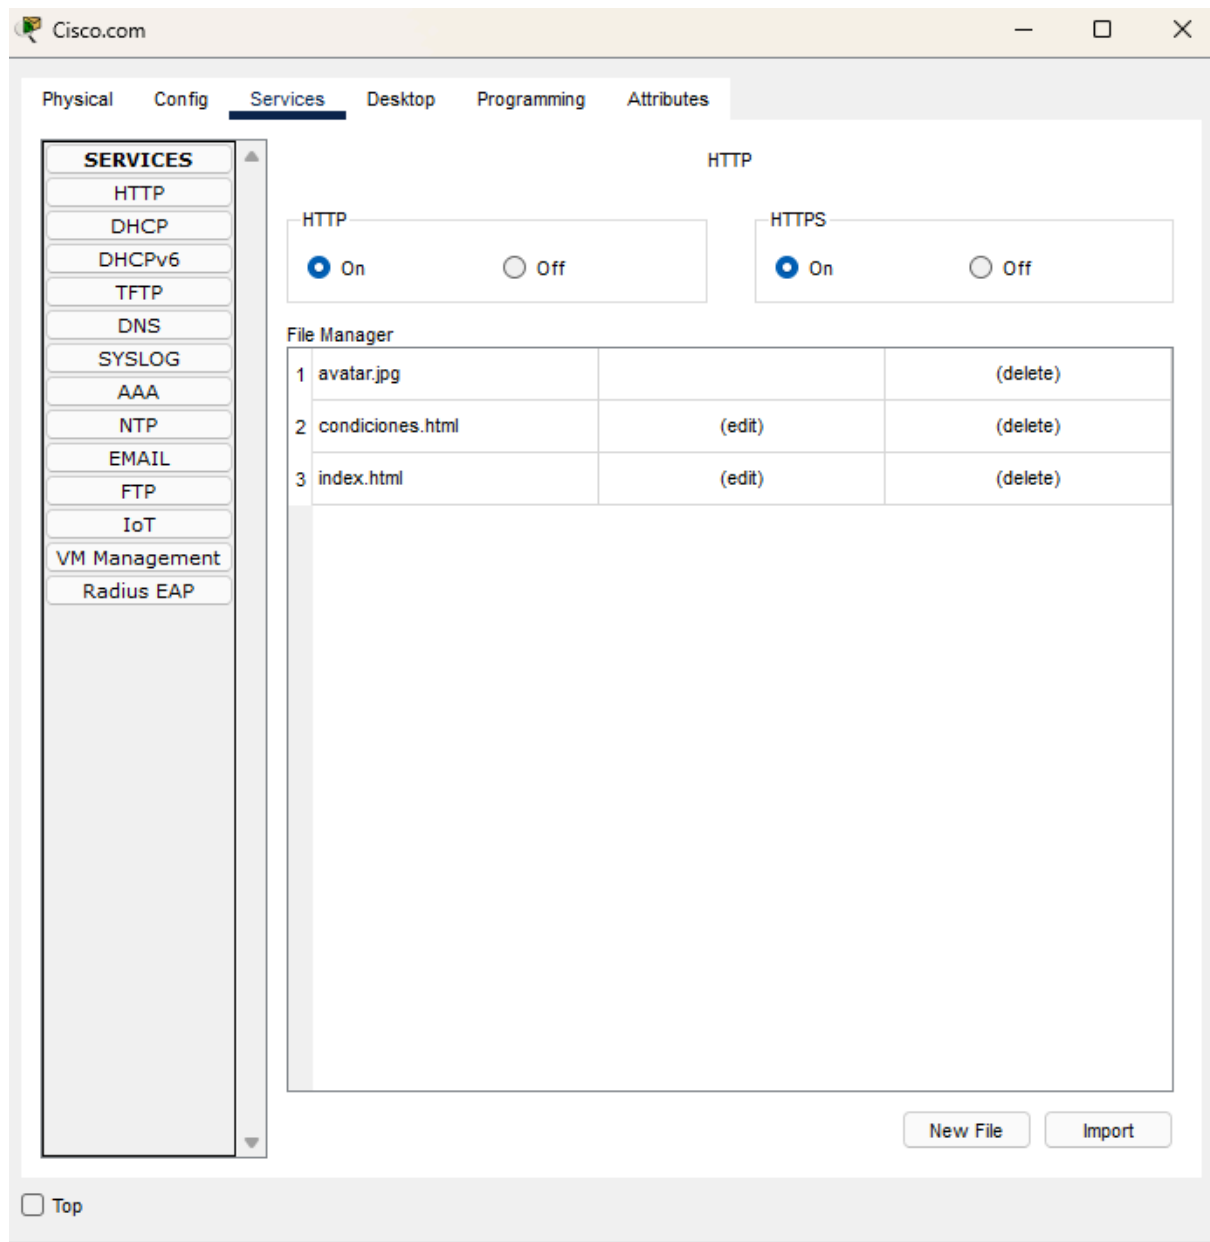 Cisco.com
Physical Config Services Desktop Programming Attributes
SERVICES
HTTP
DHCP
DHCPv6
TFTP
DNS
SYSLOG
AAA
NTP
EMAIL
FTP
IoT
VM Management
Radius EAP
HTTP
HTTP
On Off
HTTPS
On Off
File Manager
1 avatar.jpg (delete)
2 condiciones.html (edit) (delete)
3 index.html (edit) (delete)
New File Import
Top